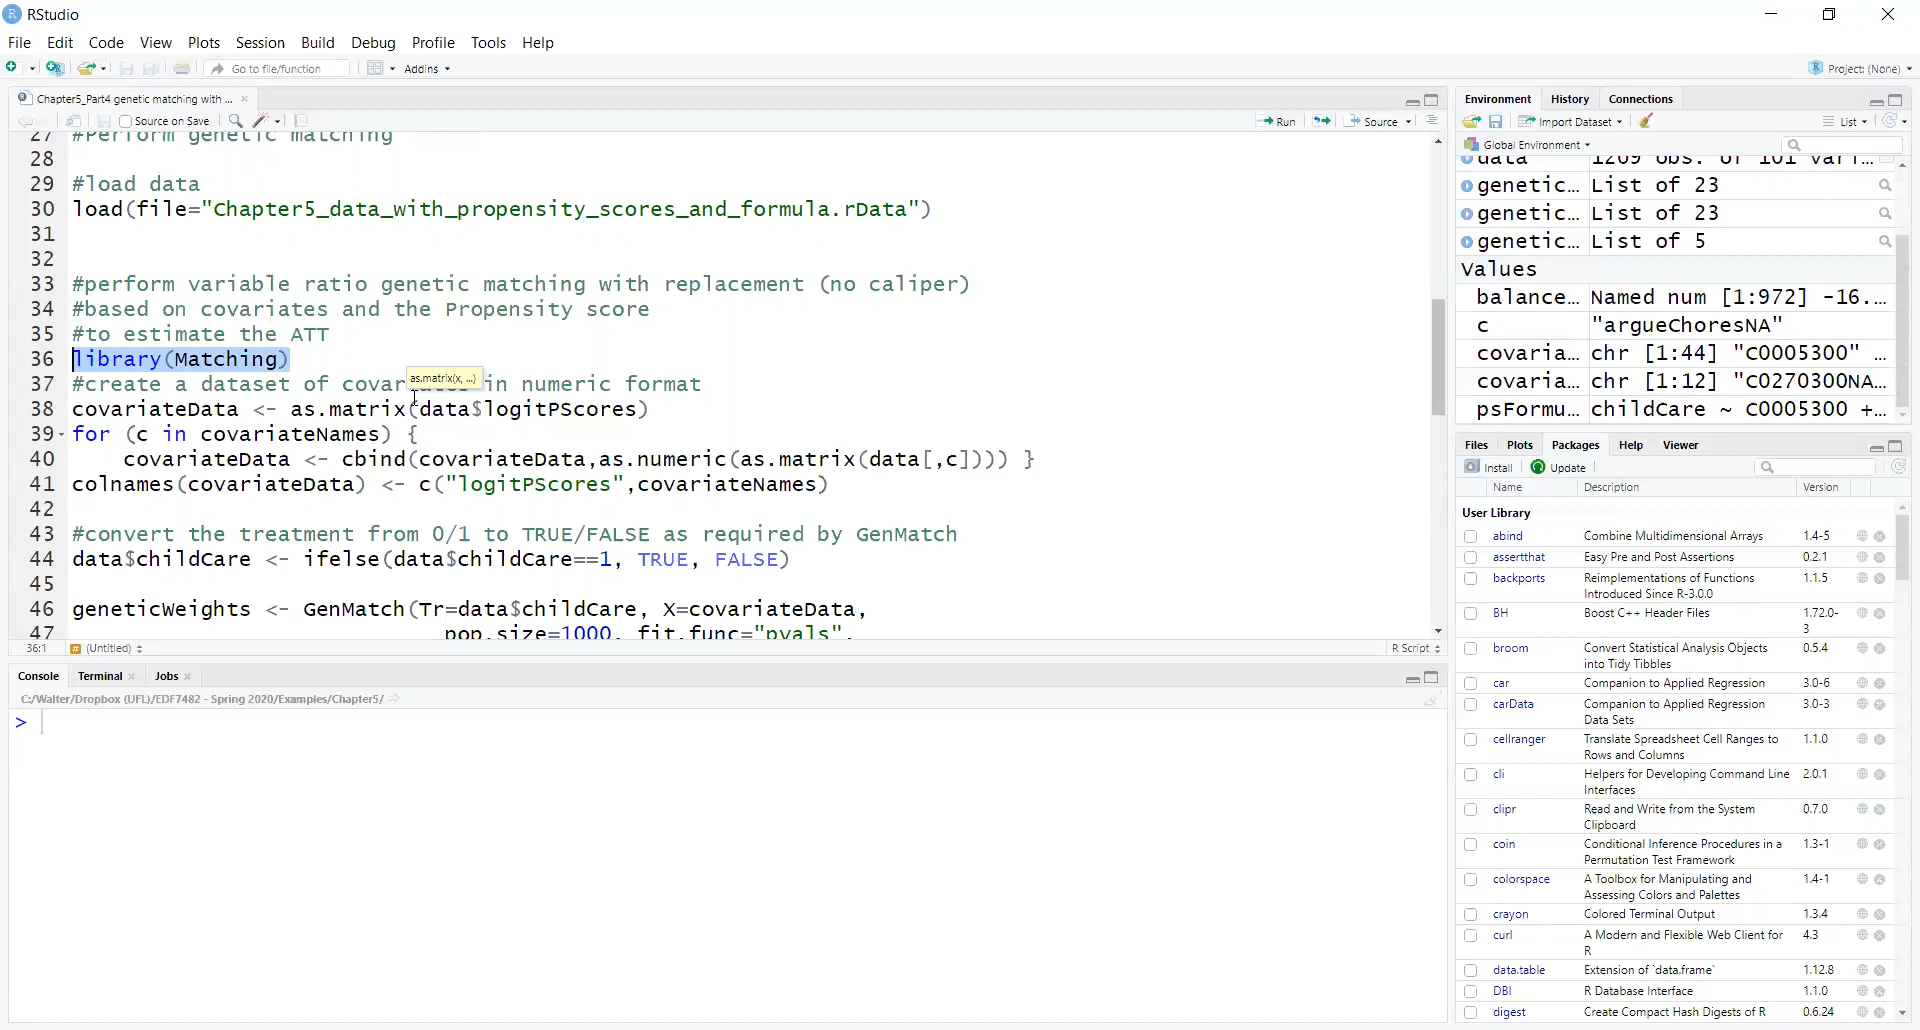 RStudio
File Edit Code View Plots Session Build Debug Profile Tools Help
Go to file/function Addins Project: (None)
Chapter5_Part4 genetic matching with ...
Source on Save Run Source
27 #Perform genetic matching
28
29 #load data
30 load(file="Chapter5_data_with_propensity_scores_and_formula.rData")
31
32
33 #perform variable ratio genetic matching with replacement (no caliper)
34 #based on covariates and the Propensity score
35 #to estimate the ATT
36 library(Matching)
as.matrix(x, ...)
37 #create a dataset of covar in numeric format
38 covariateData <- as.matrix(data$logitPScores)
39 for (c in covariateNames) {
40 covariateData <- cbind(covariateData,as.numeric(as.matrix(data[,c]))) }
41 colnames(covariateData) <- c("logitPScores",covariateNames)
42
43 #convert the treatment from 0/1 to TRUE/FALSE as required by GenMatch
44 data$childCare <- ifelse(data$childCare==1, TRUE, FALSE)
45
46 geneticWeights <- GenMatch(Tr=data$childCare, X=covariateData,
47 pop.size=1000, fit.func="pvals",
36:1 (Untitled) R Script
Console Terminal Jobs
C:/Walter/Dropbox (UFL)/EDF7482 - Spring 2020/Examples/Chapter5/
>
Environment History Connections
Import Dataset List
Global Environment
data 1209 obs. of 101 vari...
genetic... List of 23
genetic... List of 23
genetic... List of 5
Values
balance... Named num [1:972] -16....
c "argueChoresNA"
covaria... chr [1:44] "C0005300" ...
covaria... chr [1:12] "C0270300NA...
psFormu... childCare ~ C0005300 +...
Files Plots Packages Help Viewer
Install Update
Name Description Version
User Library
abind Combine Multidimensional Arrays 1.4-5
assertthat Easy Pre and Post Assertions 0.2.1
backports Reimplementations of Functions 1.1.5
Introduced Since R-3.0.0
BH Boost C++ Header Files 1.72.0-
3
broom Convert Statistical Analysis Objects 0.5.4
into Tidy Tibbles
car Companion to Applied Regression 3.0-6
carData Companion to Applied Regression 3.0-3
Data Sets
cellranger Translate Spreadsheet Cell Ranges to 1.1.0
Rows and Columns
cli Helpers for Developing Command Line 2.0.1
Interfaces
clipr Read and Write from the System 0.7.0
Clipboard
coin Conditional Inference Procedures in a 1.3-1
Permutation Test Framework
colorspace A Toolbox for Manipulating and 1.4-1
Assessing Colors and Palettes
crayon Colored Terminal Output 1.3.4
curl A Modern and Flexible Web Client for 4.3
R
data.table Extension of `data.frame` 1.12.8
DBI R Database Interface 1.1.0
digest Create Compact Hash Digests of R 0.6.24